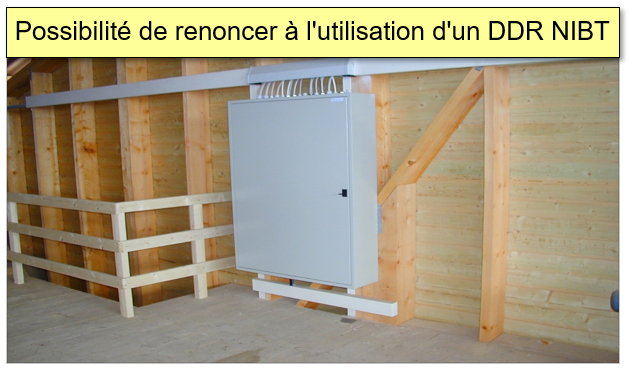 Possibilité de renoncer à l'utilisation d'un DDR NIBT